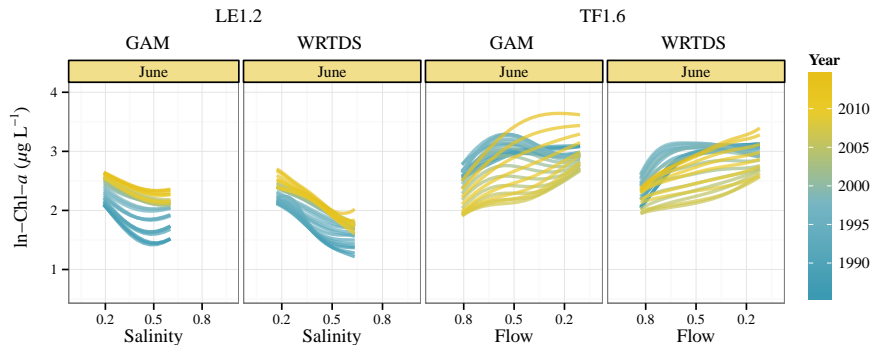 LE1.2 TF1.6
GAM WRTDS GAM WRTDS
June June June June
Year
4
3
2
1
ln−Chl−a (μg L−1)
2010
2005
2000
1995
1990
0.2 0.5 0.8 0.2 0.5 0.8 0.8 0.5 0.2 0.8 0.5 0.2
Salinity Salinity Flow Flow